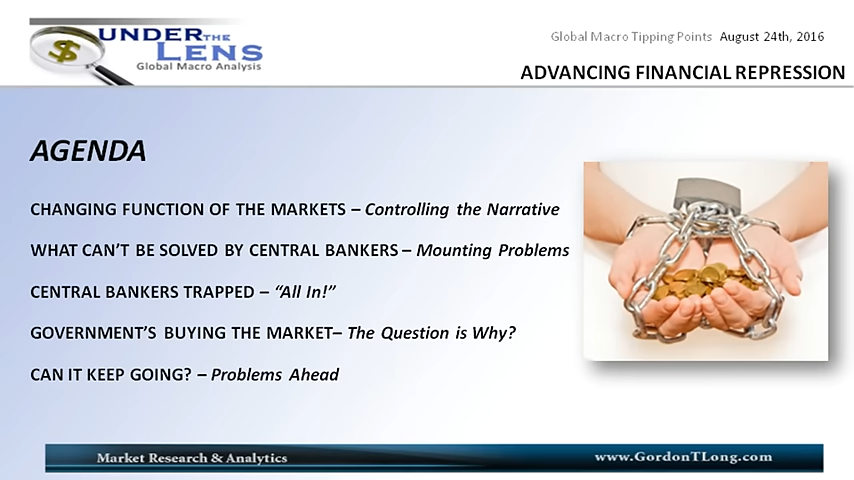 UNDER THE
LENS
Global Macro Analysis
Global Macro Tipping Points August 24th, 2016
ADVANCING FINANCIAL REPRESSION
AGENDA
CHANGING FUNCTION OF THE MARKETS – Controlling the Narrative
WHAT CAN’T BE SOLVED BY CENTRAL BANKERS – Mounting Problems
CENTRAL BANKERS TRAPPED – “All In!”
GOVERNMENT’S BUYING THE MARKET– The Question is Why?
CAN IT KEEP GOING? – Problems Ahead
Market Research & Analytics www.GordonTLong.com